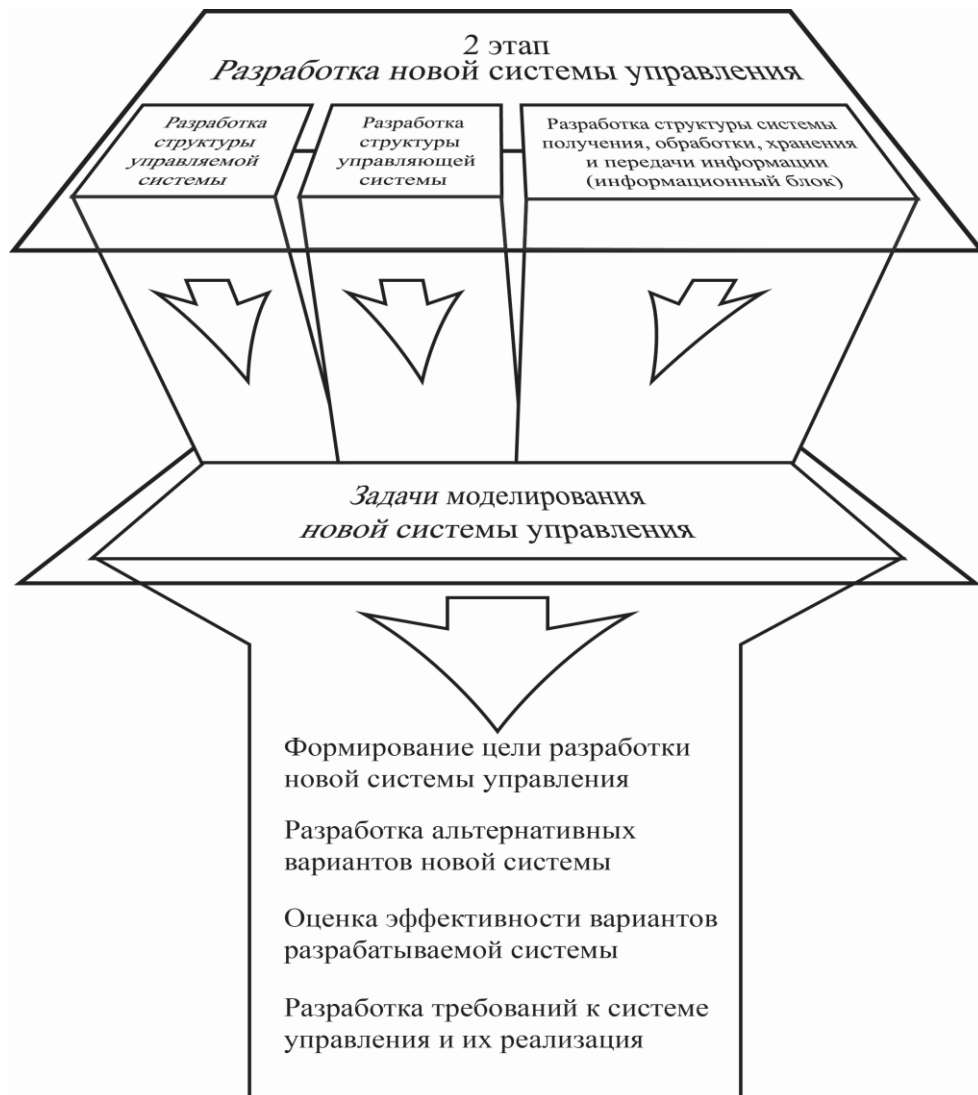 2 этап
Разработка новой системы управления
Разработка
структуры
управляемой
системы
Разработка
структуры
управляющей
системы
Разработка структуры системы
получения, обработки, хранения
и передачи информации
(информационный блок)
Задачи моделирования
новой системы управления
Формирование цели разработки
новой системы управления
Разработка альтернативных
вариантов новой системы
Оценка эффективности вариантов
разрабатываемой системы
Разработка требований к системе
управления и их реализация